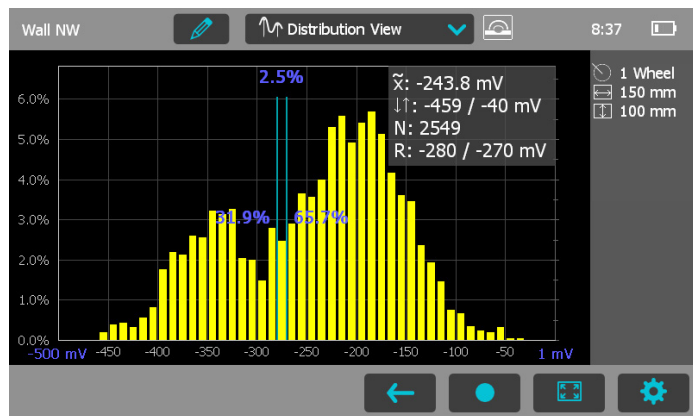 Wall NW
Distribution View
8:37
1 Wheel
150 mm
100 mm
2.5%
x̃: -243.8 mV
↓↑: -459 / -40 mV
N: 2549
R: -280 / -270 mV
6.0%
5.0%
4.0%
3.0%
31.9%
65.7%
2.0%
1.0%
0.0%
-500 mV
-450
-400
-350
-300
-250
-200
-150
-100
-50
1 mV